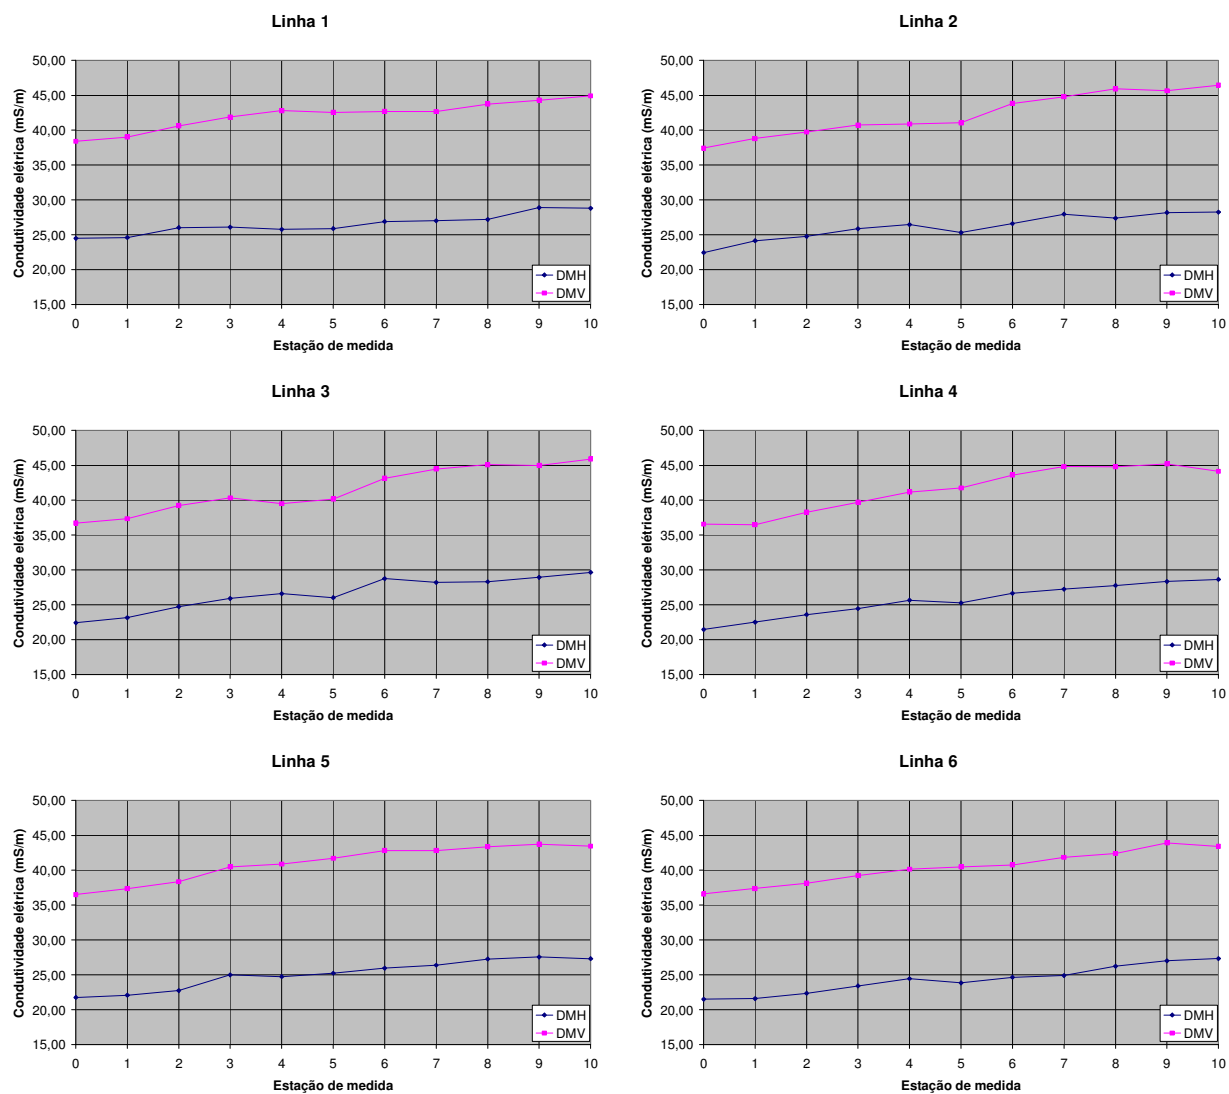 Linha 1
Condutividade elétrica (mS/m)
50,00
45,00
40,00
35,00
30,00
25,00
20,00
15,00
DMH
DMV
0 1 2 3 4 5 6 7 8 9 10
Estação de medida
Linha 2
Condutividade elétrica (mS/m)
50,00
45,00
40,00
35,00
30,00
25,00
20,00
15,00
DMH
DMV
0 1 2 3 4 5 6 7 8 9 10
Estação de medida
Linha 3
Condutividade elétrica (mS/m)
50,00
45,00
40,00
35,00
30,00
25,00
20,00
15,00
DMH
DMV
0 1 2 3 4 5 6 7 8 9 10
Estação de medida
Linha 4
Condutividade elétrica (mS/m)
50,00
45,00
40,00
35,00
30,00
25,00
20,00
15,00
DMH
DMV
0 1 2 3 4 5 6 7 8 9 10
Estação de medida
Linha 5
Condutividade elétrica (mS/m)
50,00
45,00
40,00
35,00
30,00
25,00
20,00
15,00
DMH
DMV
0 1 2 3 4 5 6 7 8 9 10
Estação de medida
Linha 6
Condutividade elétrica (mS/m)
50,00
45,00
40,00
35,00
30,00
25,00
20,00
15,00
DMH
DMV
0 1 2 3 4 5 6 7 8 9 10
Estação de medida